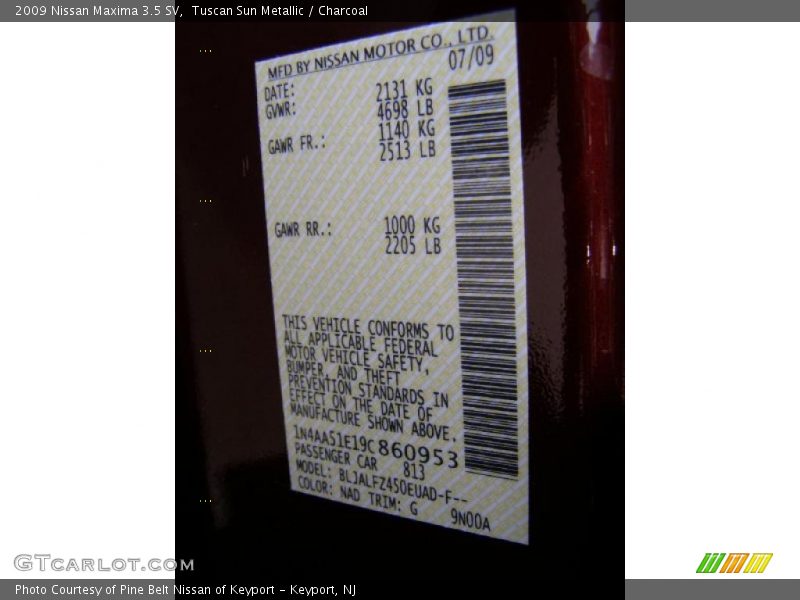 2009 Nissan Maxima 3.5 SV,  Tuscan Sun Metallic / Charcoal
MFD BY NISSAN MOTOR CO., LTD.
DATE: 07/09
GVWR: 2131 KG
4698 LB
GAWR FR.: 1140 KG
2513 LB
GAWR RR.: 1000 KG
2205 LB
THIS VEHICLE CONFORMS TO
ALL APPLICABLE FEDERAL
MOTOR VEHICLE SAFETY,
BUMPER, AND THEFT
PREVENTION STANDARDS IN
EFFECT ON THE DATE OF
MANUFACTURE SHOWN ABOVE.
1N4AA51E19C860953
PASSENGER CAR 813
MODEL: BLJALFZ450EUAD-F--
COLOR: NAD TRIM: G 9N00A
GTCARLOT.COM
Photo Courtesy of Pine Belt Nissan of Keyport – Keyport, NJ